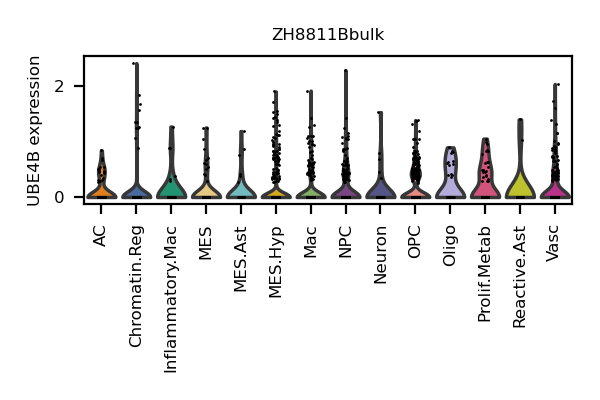 ZH8811Bbulk
UBE4B expression
2
0
AC
Chromatin.Reg
Inflammatory.Mac
MES
MES.Ast
MES.Hyp
Mac
NPC
Neuron
OPC
Oligo
Prolif.Metab
Reactive.Ast
Vasc